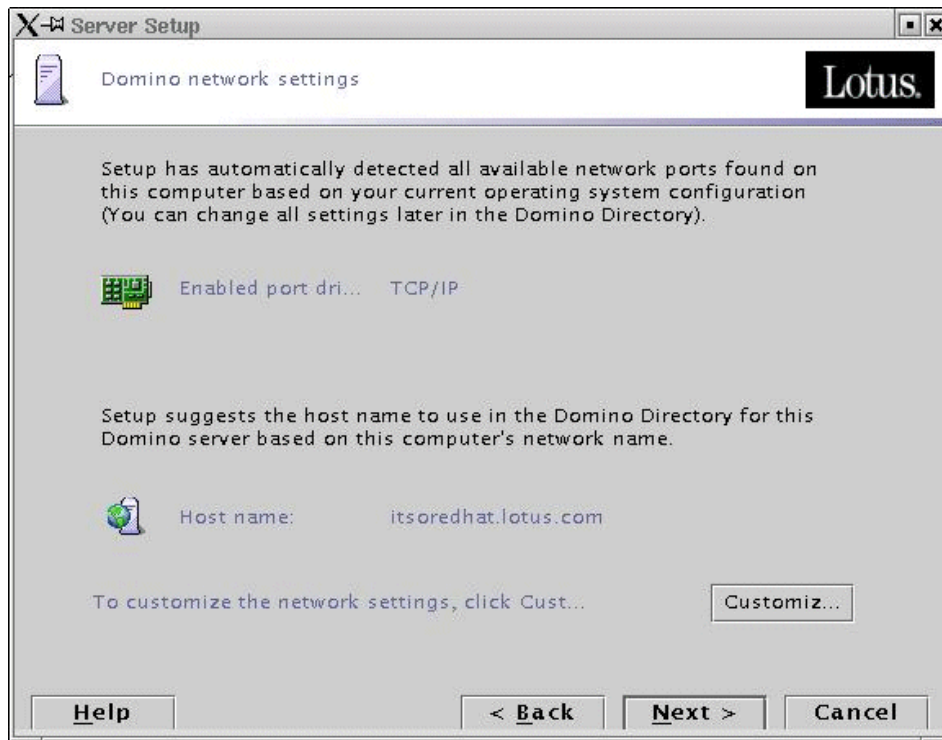 Server Setup
Domino network settings
Lotus.
Setup has automatically detected all available network ports found on
this computer based on your current operating system configuration
(You can change all settings later in the Domino Directory).
Enabled port dri... TCP/IP
Setup suggests the host name to use in the Domino Directory for this
Domino server based on this computer's network name.
Host name: itsoredhat.lotus.com
To customize the network settings, click Cust... Customiz...
Help < Back Next > Cancel